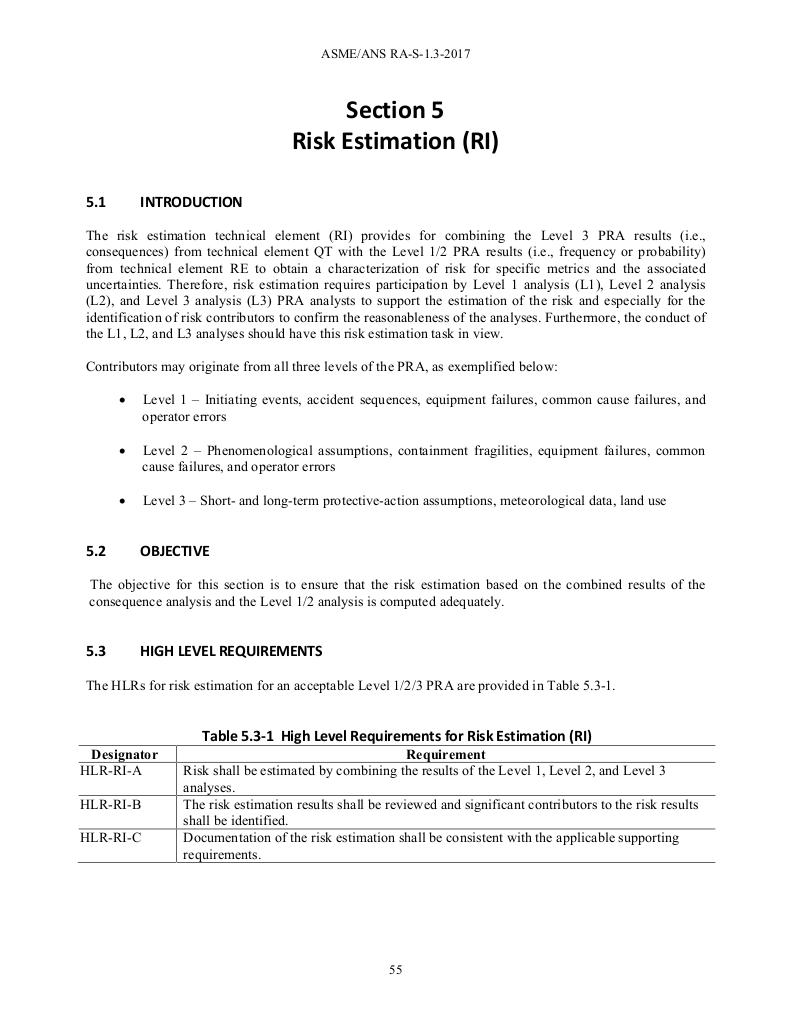 ASME/ANS RA-S-1.3-2017
Section 5
Risk Estimation (RI)
5.1 INTRODUCTION
The risk estimation technical element (RI) provides for combining the Level 3 PRA results (i.e.,
consequences) from technical element QT with the Level 1/2 PRA results (i.e., frequency or probability)
from technical element RE to obtain a characterization of risk for specific metrics and the associated
uncertainties. Therefore, risk estimation requires participation by Level 1 analysis (L1), Level 2 analysis
(L2), and Level 3 analysis (L3) PRA analysts to support the estimation of the risk and especially for the
identification of risk contributors to confirm the reasonableness of the analyses. Furthermore, the conduct of
the L1, L2, and L3 analyses should have this risk estimation task in view.
Contributors may originate from all three levels of the PRA, as exemplified below:
• Level 1 – Initiating events, accident sequences, equipment failures, common cause failures, and
operator errors
• Level 2 – Phenomenological assumptions, containment fragilities, equipment failures, common
cause failures, and operator errors
• Level 3 – Short- and long-term protective-action assumptions, meteorological data, land use
5.2 OBJECTIVE
The objective for this section is to ensure that the risk estimation based on the combined results of the
consequence analysis and the Level 1/2 analysis is computed adequately.
5.3 HIGH LEVEL REQUIREMENTS
The HLRs for risk estimation for an acceptable Level 1/2/3 PRA are provided in Table 5.3-1.
Table 5.3-1 High Level Requirements for Risk Estimation (RI)
Designator Requirement
HLR-RI-A Risk shall be estimated by combining the results of the Level 1, Level 2, and Level 3
analyses.
HLR-RI-B The risk estimation results shall be reviewed and significant contributors to the risk results
shall be identified.
HLR-RI-C Documentation of the risk estimation shall be consistent with the applicable supporting
requirements.
55